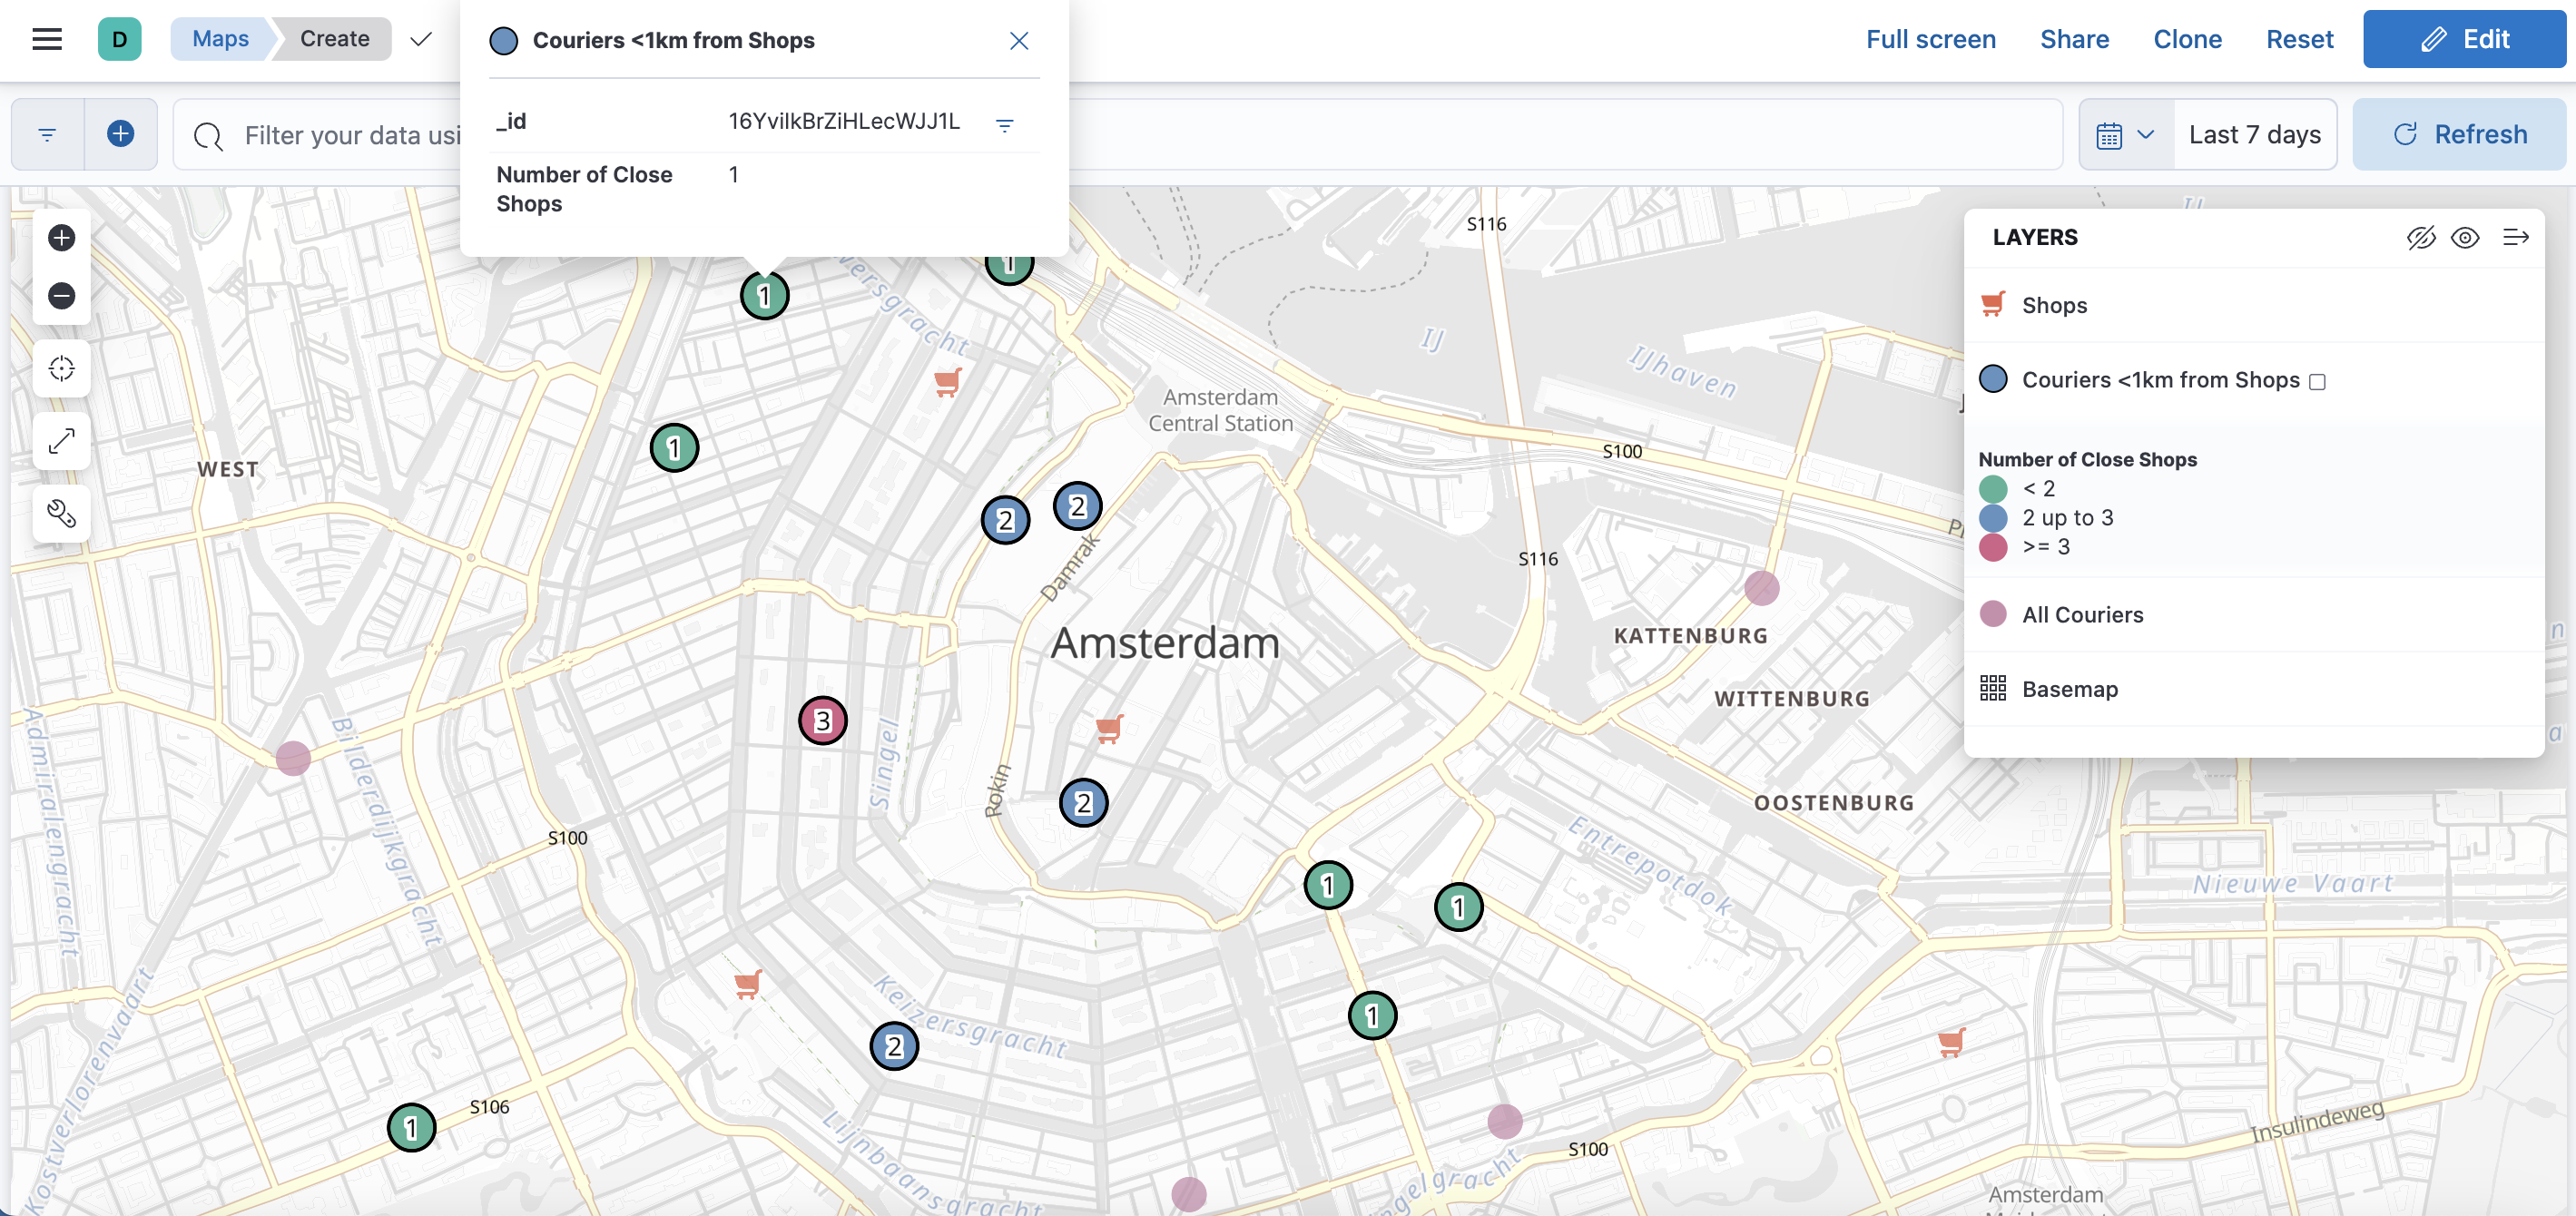 D
Maps
Create
Couriers <1km from Shops
Full screen
Share
Clone
Reset
Edit
Filter your data usi
_id
16YvilkBrZiHLecWJJ1L
Last 7 days
Refresh
Number of Close
Shops
1
LAYERS
Shops
Couriers <1km from Shops
Number of Close Shops
< 2
2 up to 3
>= 3
All Couriers
Basemap
S116
1
1
IJ
IJhaven
Amsterdam
Central Station
1
WEST
S100
2
2
Damrak
S116
Amsterdam
KATTENBURG
WITTENBURG
3
Singel
Rokin
2
OOSTENBURG
Admiralengracht
Bilderdijkgracht
S100
Entrepotdok
Nieuwe Vaart
1
1
1
Keizersgracht
2
Kostverlorenvaart
S106
1
Lijnbaansgracht
S100
Insulindeweg
Amsterdam